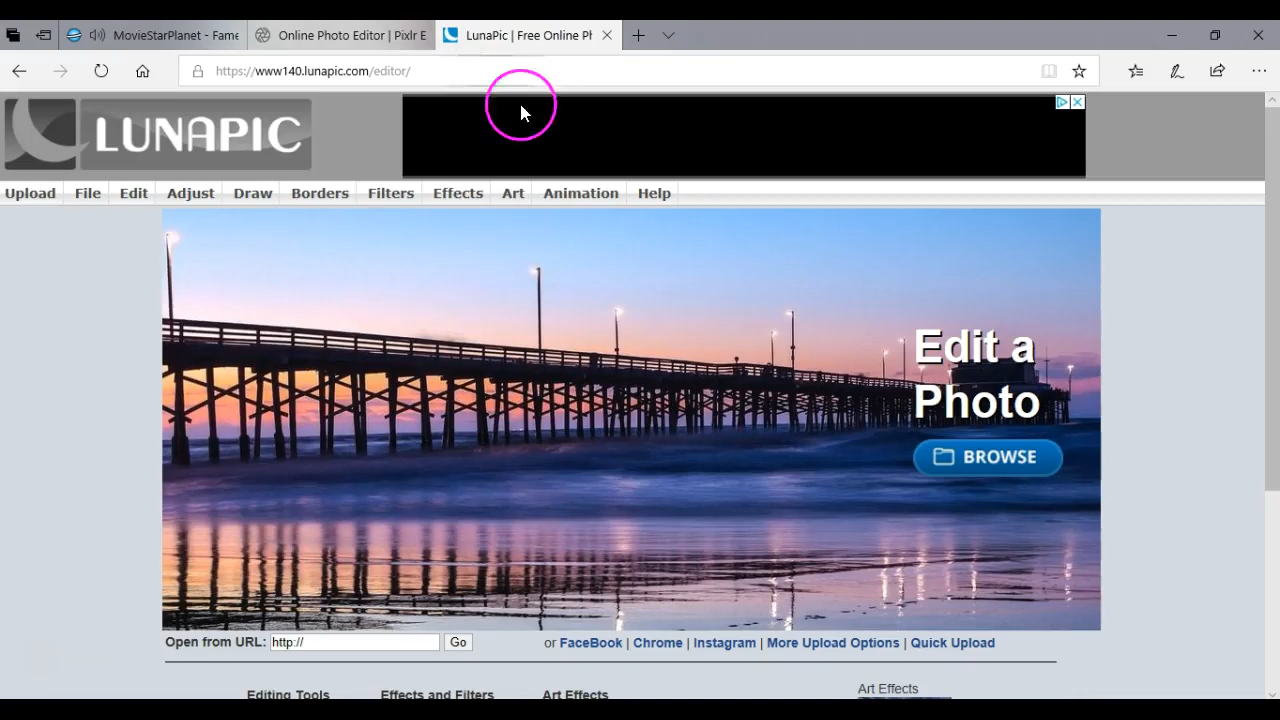 MovieStarPlanet - Fame
Online Photo Editor | Pixlr E
LunaPic | Free Online Ph
https://www140.lunapic.com/editor/
LUNAPIC
Upload File Edit Adjust Draw Borders Filters Effects Art Animation Help
Edit a
Photo
BROWSE
Open from URL: http:// Go or FaceBook | Chrome | Instagram | More Upload Options | Quick Upload
Editing Tools Effects and Filters Art Effects Art Effects